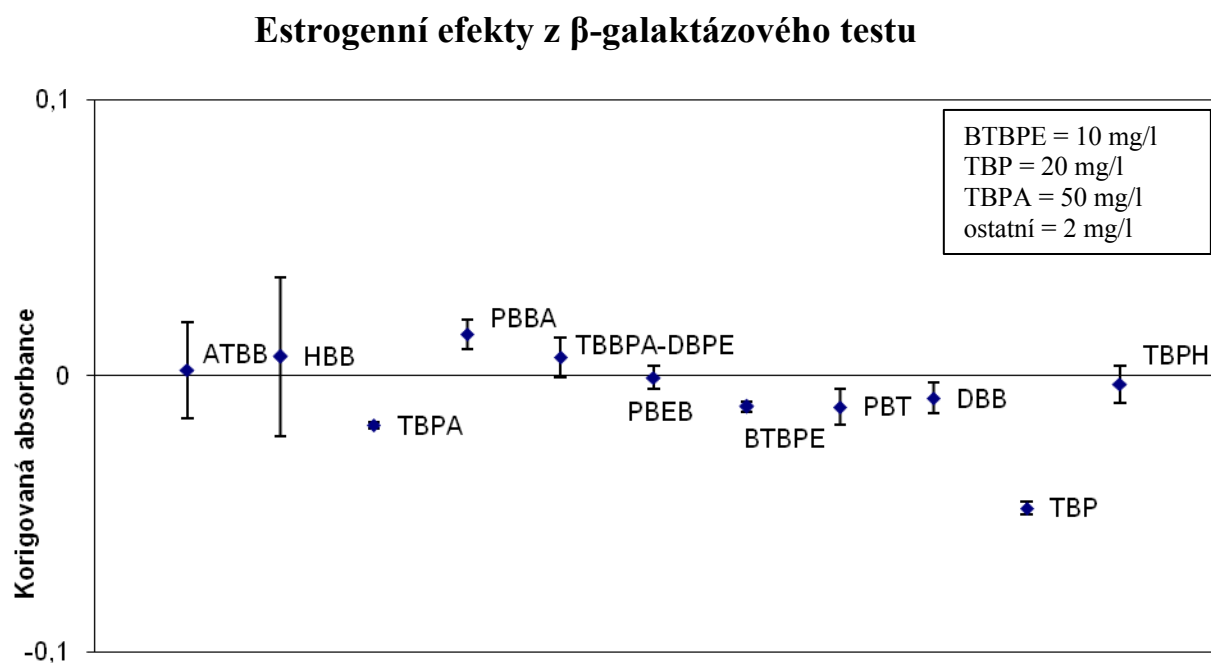 Estrogenní efekty z β-galaktázového testu
0,1
BTBPE = 10 mg/l
TBP = 20 mg/l
TBPA = 50 mg/l
ostatní = 2 mg/l
Korigovaná absorbance
PBBA
ATBB
HBB
TBBPA-DBPE
TBPH
0
TBPA
PBEB
BTBPE
PBT
DBB
TBP
-0,1